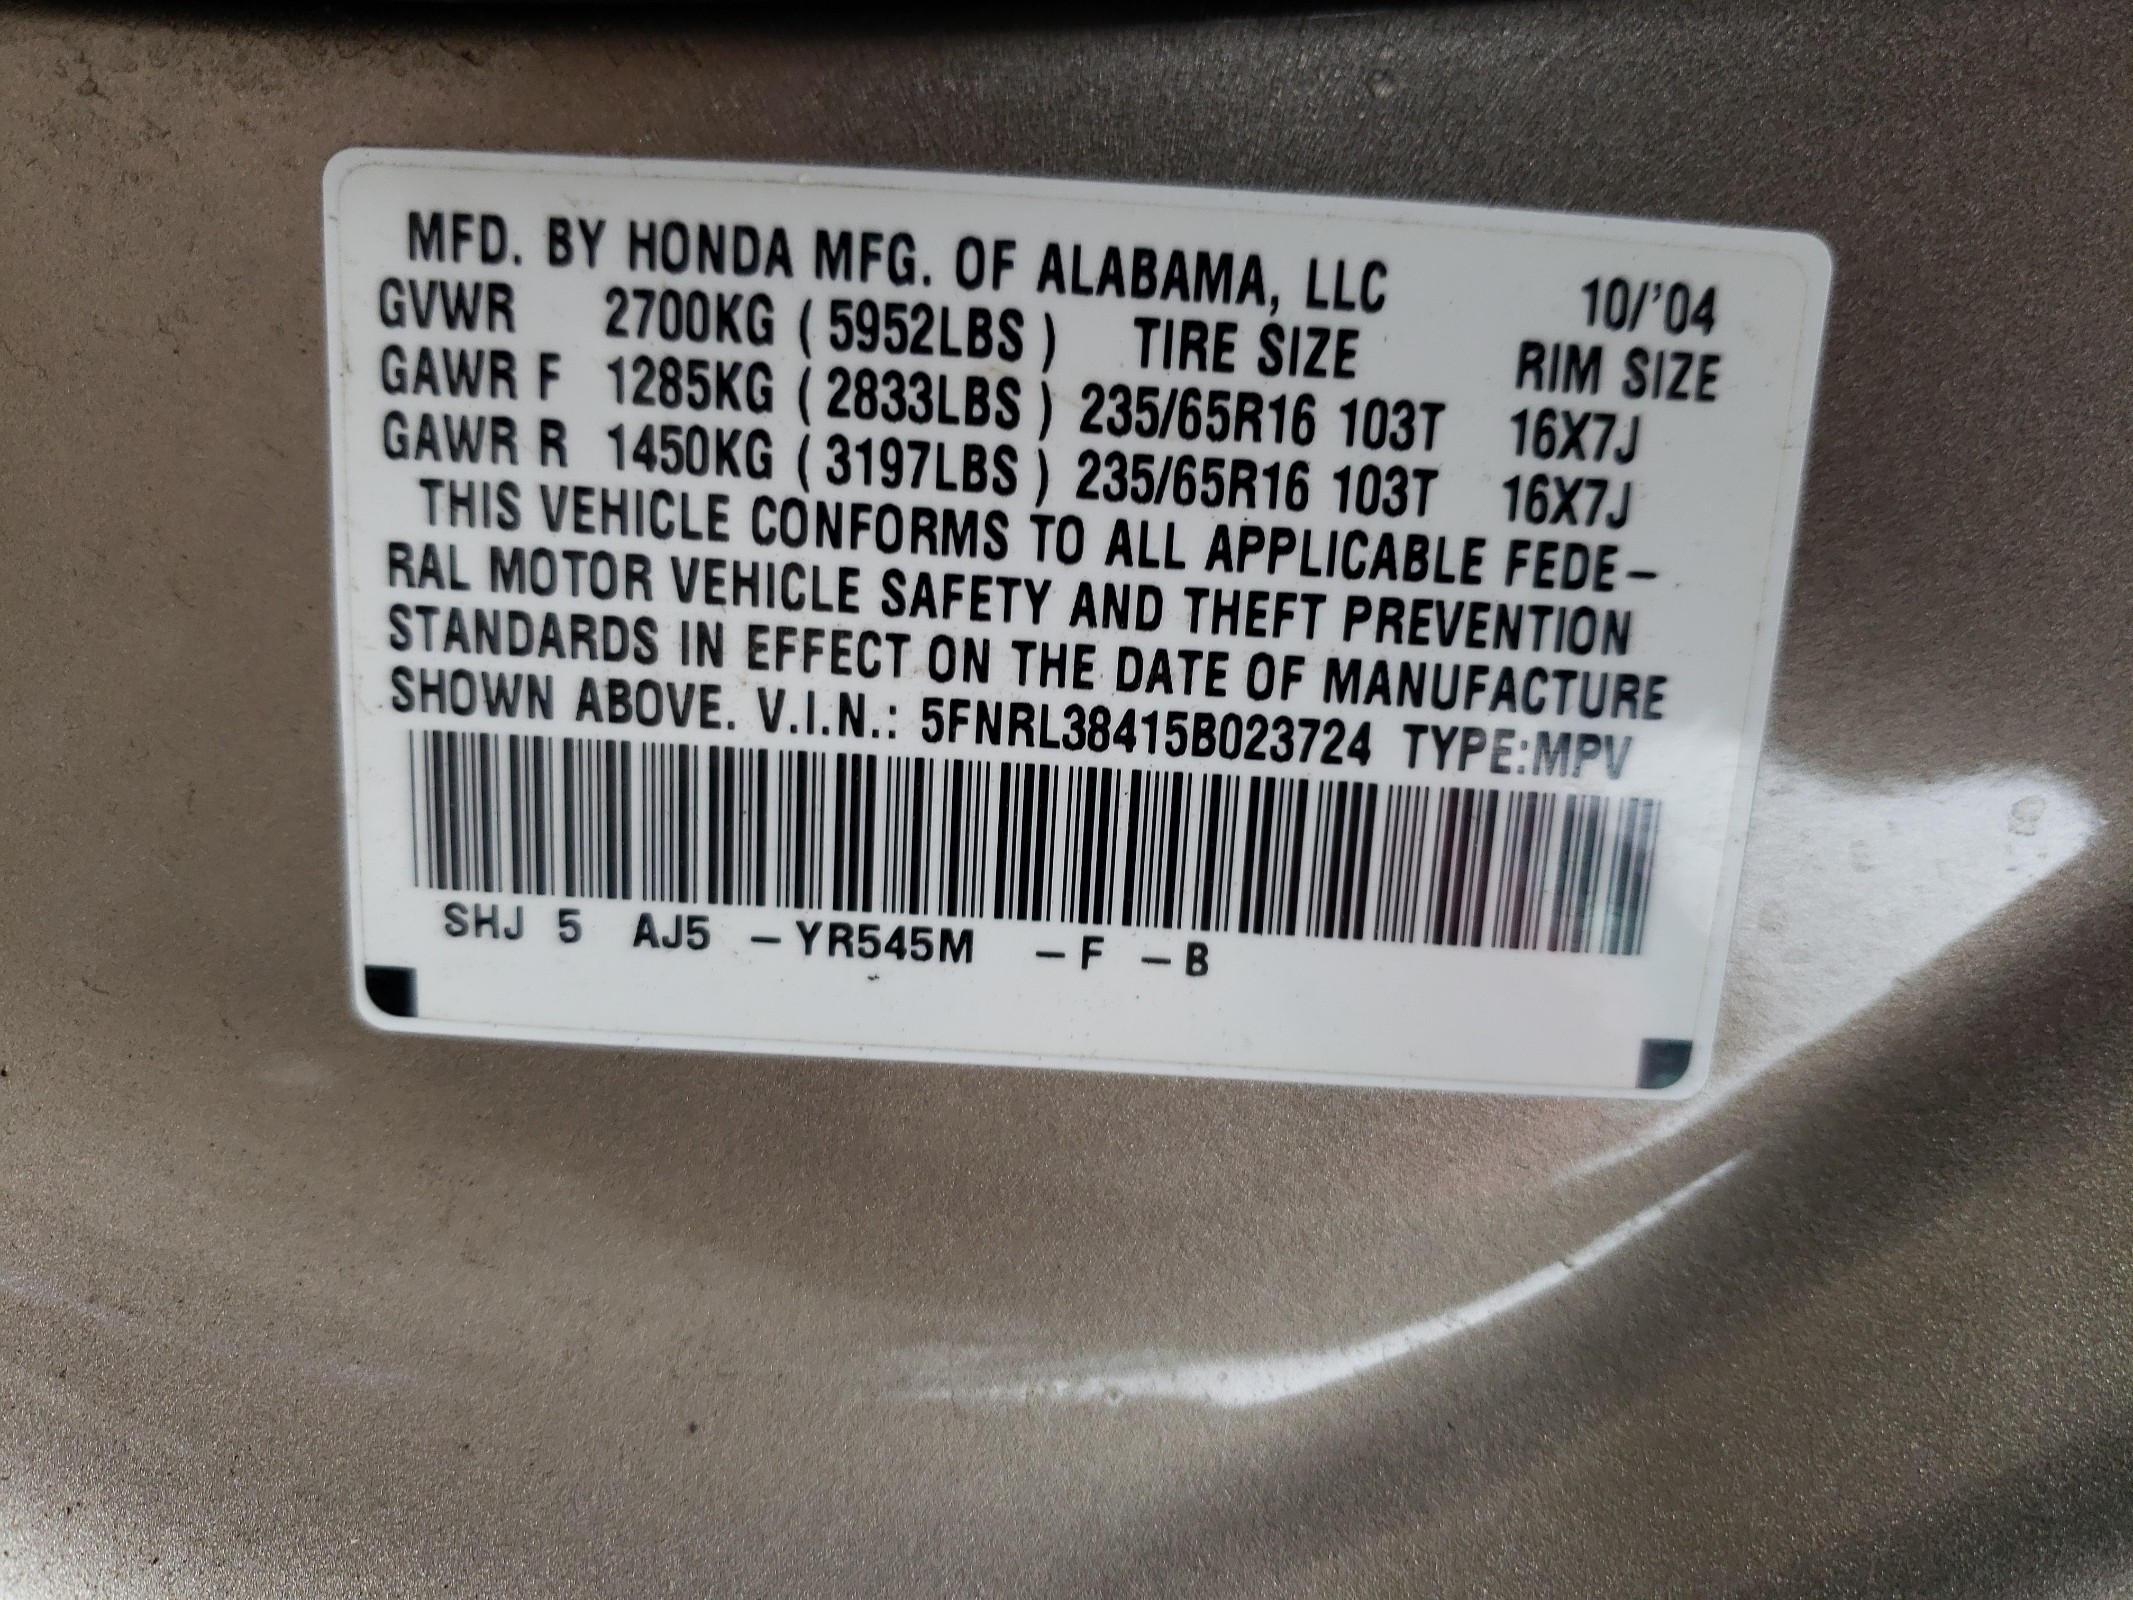 MFD. BY HONDA MFG. OF ALABAMA, LLC 10/'04
GVWR 2700KG ( 5952LBS ) TIRE SIZE RIM SIZE
GAWR F 1285KG ( 2833LBS ) 235/65R16 103T 16X7J
GAWR R 1450KG ( 3197LBS ) 235/65R16 103T 16X7J
THIS VEHICLE CONFORMS TO ALL APPLICABLE FEDE–
RAL MOTOR VEHICLE SAFETY AND THEFT PREVENTION
STANDARDS IN EFFECT ON THE DATE OF MANUFACTURE
SHOWN ABOVE. V.I.N.: 5FNRL38415B023724 TYPE:MPV
SHJ 5 AJ5 – YR545M – F – B